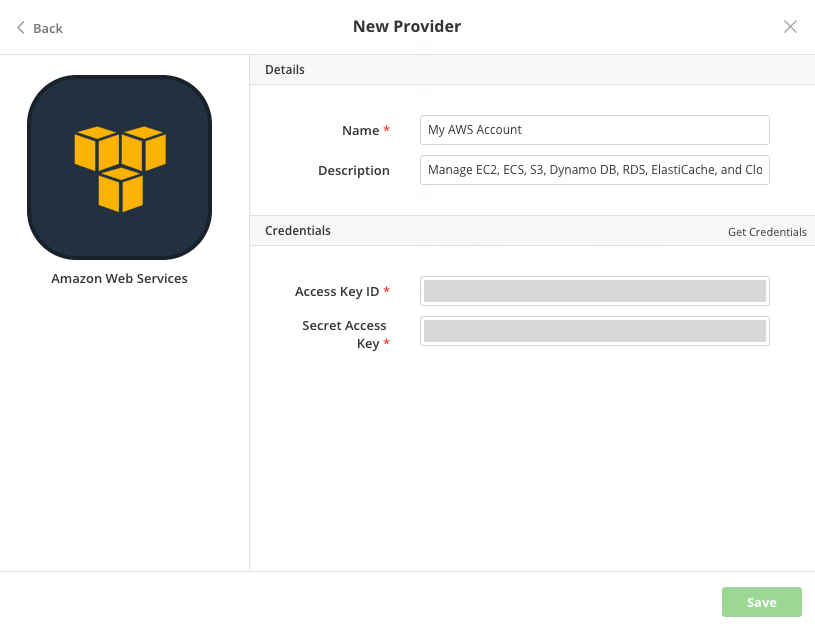 Back
New Provider
Amazon Web Services
Details
Name *
My AWS Account
Description
Manage EC2, ECS, S3, Dynamo DB, RDS, ElastiCache, and Clo
Credentials
Get Credentials
Access Key ID *
Secret Access
Key *
Save